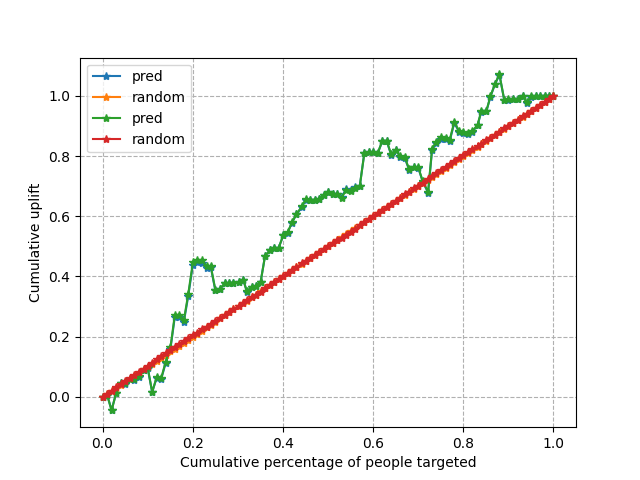 pred
random
pred
random
1.0
0.8
0.6
0.4
0.2
0.0
Cumulative uplift
0.0 0.2 0.4 0.6 0.8 1.0
Cumulative percentage of people targeted